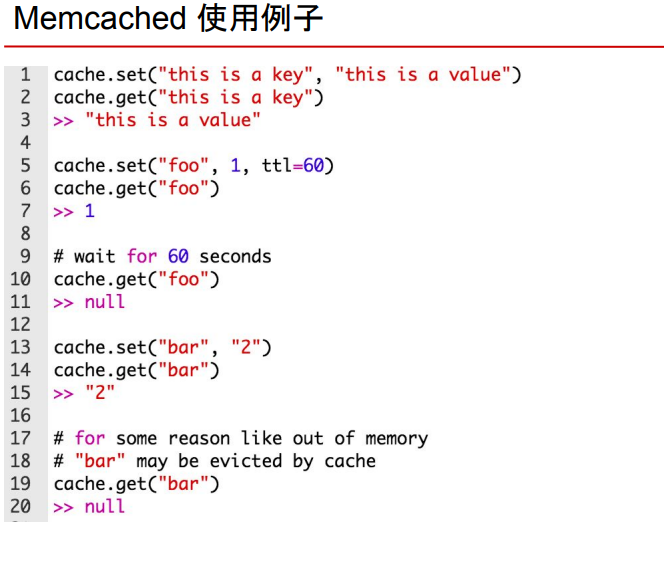 Memcached 使用例子
1 cache.set("this is a key", "this is a value")
2 cache.get("this is a key")
3 >> "this is a value"
4
5 cache.set("foo", 1, ttl=60)
6 cache.get("foo")
7 >> 1
8
9 # wait for 60 seconds
10 cache.get("foo")
11 >> null
12
13 cache.set("bar", "2")
14 cache.get("bar")
15 >> "2"
16
17 # for some reason like out of memory
18 # "bar" may be evicted by cache
19 cache.get("bar")
20 >> null